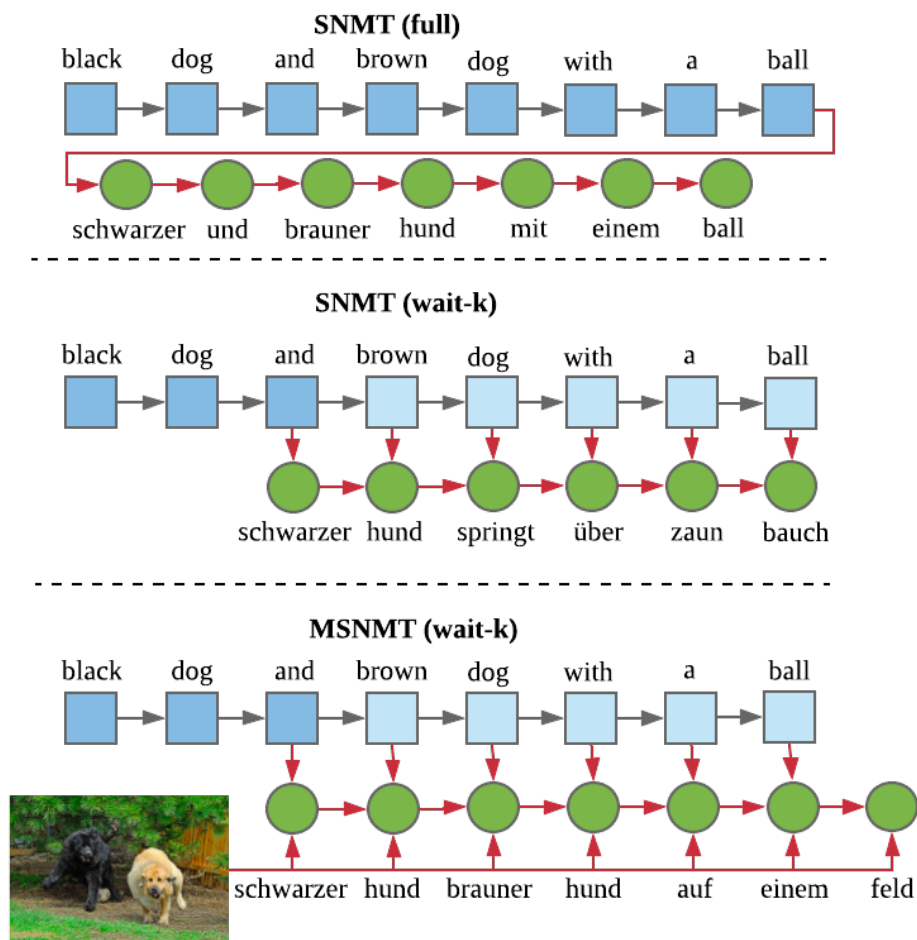 SNMT (full)
black dog and brown dog with a ball
schwarzer und brauner hund mit einem ball
SNMT (wait-k)
black dog and brown dog with a ball
schwarzer hund springt über zaun bauch
MSNMT (wait-k)
black dog and brown dog with a ball
schwarzer hund brauner hund auf einem feld